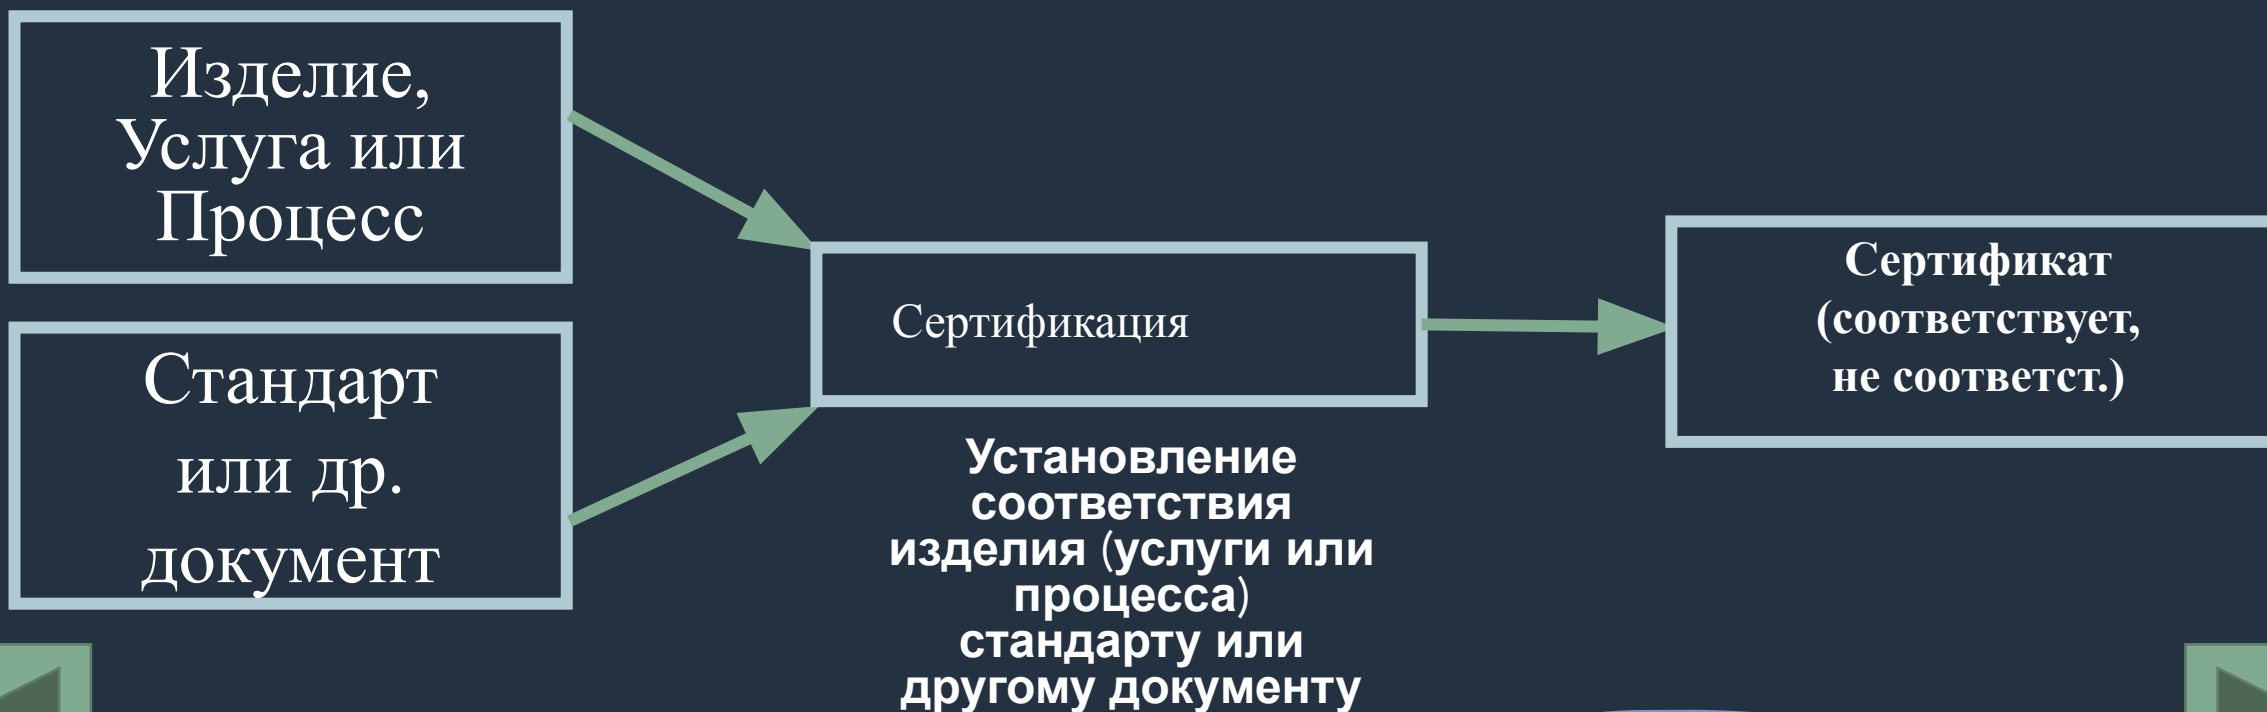 Изделие,
Услуга или
Процесс
Стандарт
или др.
документ
Сертификация
Установление
соответствия
изделия (услуги или
процесса)
стандарту или
другому документу
Сертификат
(соответствует,
не соответст.)